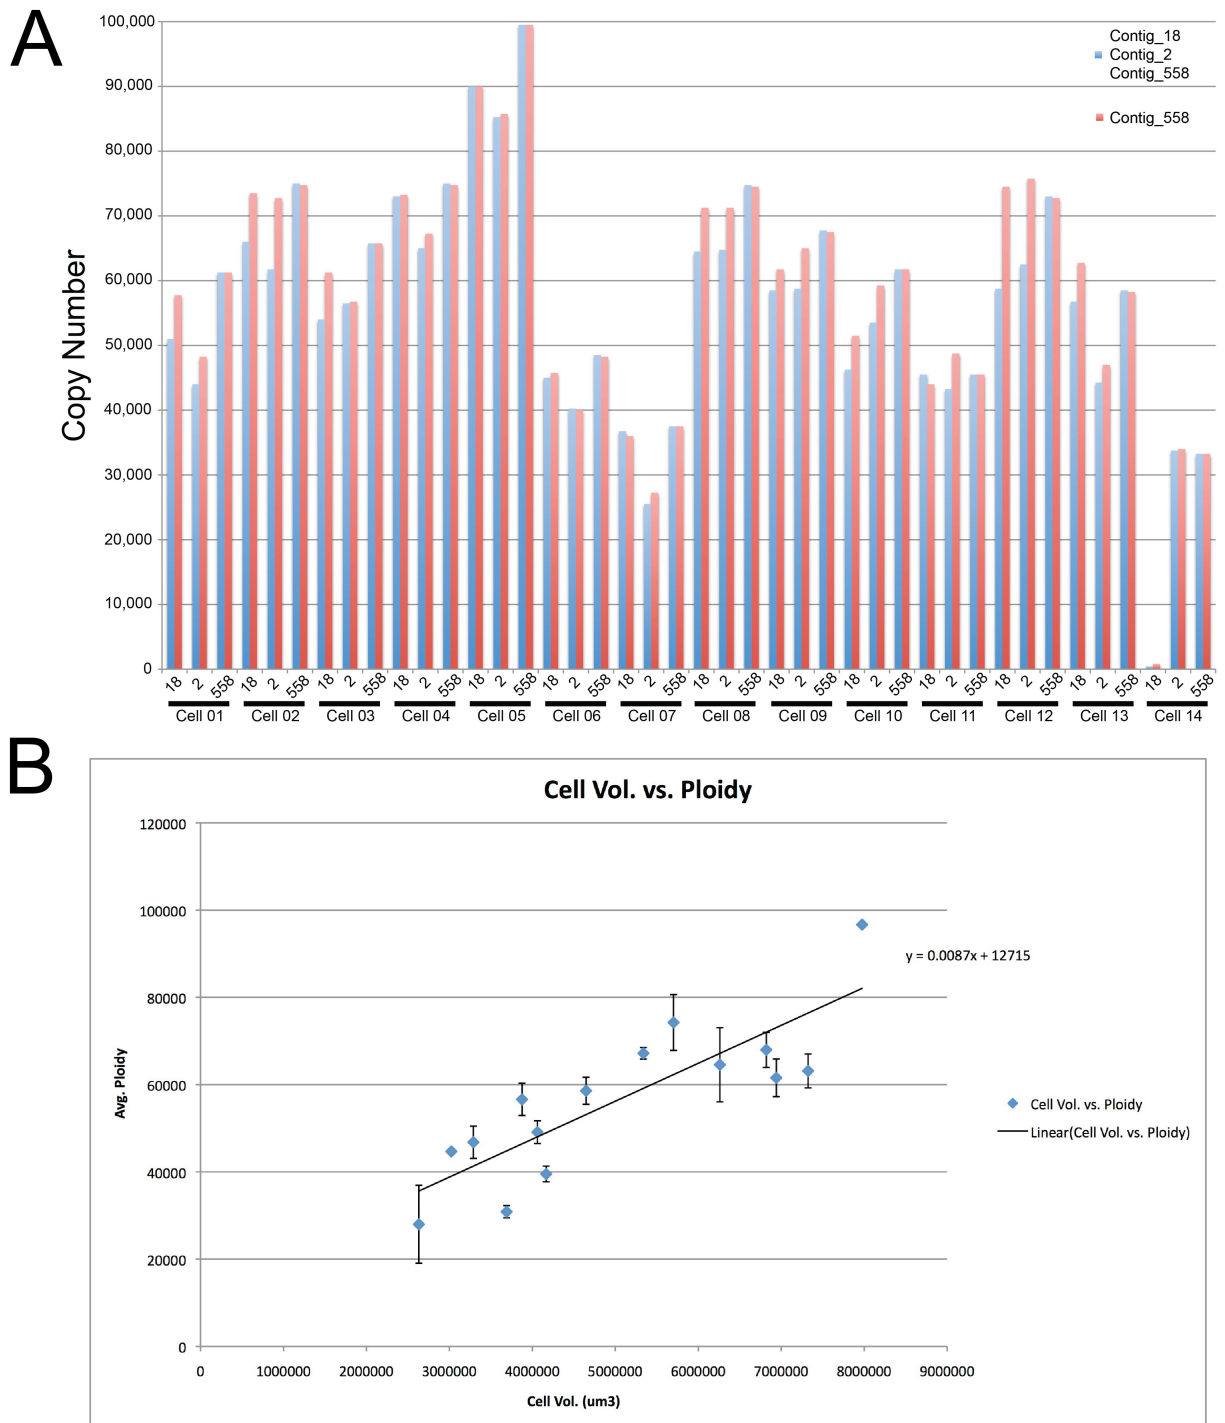 A
100,000
90,000
80,000
70,000
60,000
50,000
40,000
30,000
20,000
10,000
0
Copy Number
Contig_18
Contig_2
Contig_558
Contig_558
18 2 558 18 2 558 18 2 558 18 2 558 18 2 558 18 2 558 18 2 558 18 2 558 18 2 558 18 2 558 18 2 558 18 2 558 18 2 558 18 2 558
Cell 01 Cell 02 Cell 03 Cell 04 Cell 05 Cell 06 Cell 07 Cell 08 Cell 09 Cell 10 Cell 11 Cell 12 Cell 13 Cell 14
B
Cell Vol. vs. Ploidy
120000
100000
80000
60000
40000
20000
0
Avg. Ploidy
y = 0.0087x + 12715
Cell Vol. vs. Ploidy
Linear(Cell Vol. vs. Ploidy)
0 1000000 2000000 3000000 4000000 5000000 6000000 7000000 8000000 9000000
Cell Vol. (um3)